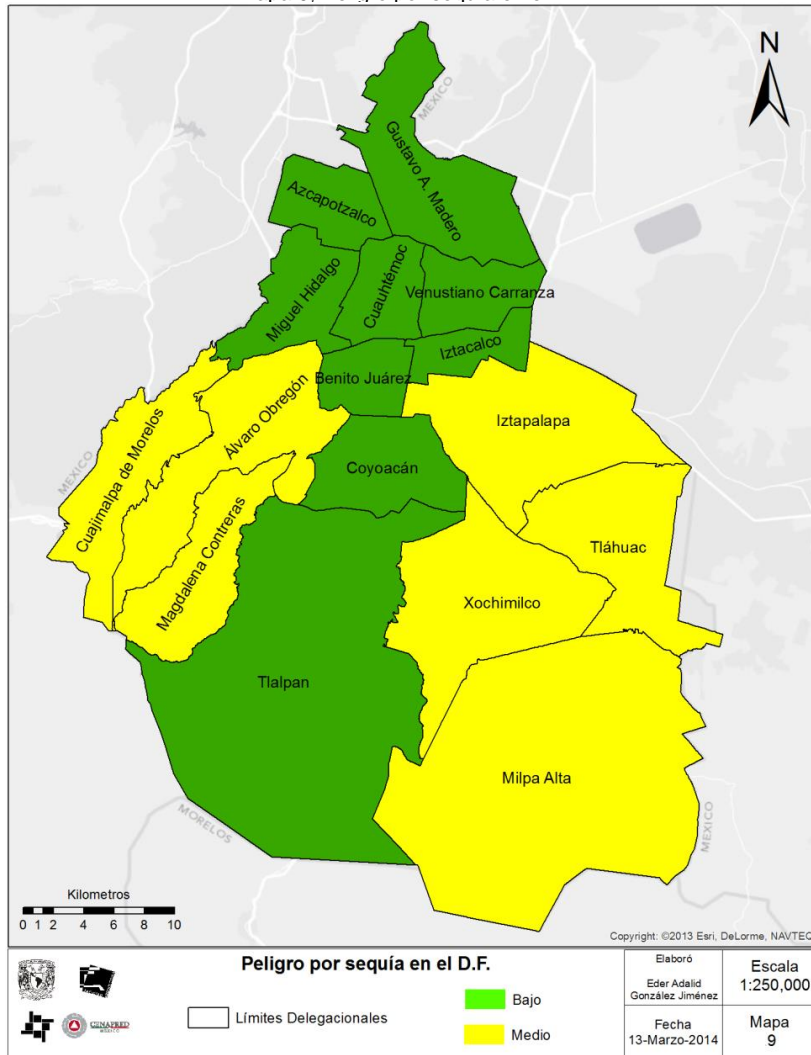 N
MEXICO
Gustavo A. Madero
Azcapotzalco
Miguel Hidalgo
Cuauhtémoc
Venustiano Carranza
Iztacalco
Benito Juárez
Cuajimalpa de Morelos
Álvaro Obregón
Iztapalapa
MEXICO
Coyoacán
Magdalena Contreras
Tláhuac
Xochimilco
Tlalpan
Milpa Alta
MORELOS
MEXICO
Kilometros
0 1 2 4 6 8 10
Copyright: ©2013 Esri, DeLorme, NAVTEQ
Peligro por sequía en el D.F.
Límites Delegacionales
Bajo
Medio
CENAPRED
MÉXICO
Elaboró
Eder Adalid
González Jiménez
Escala
1:250,000
Fecha
13-Marzo-2014
Mapa
9